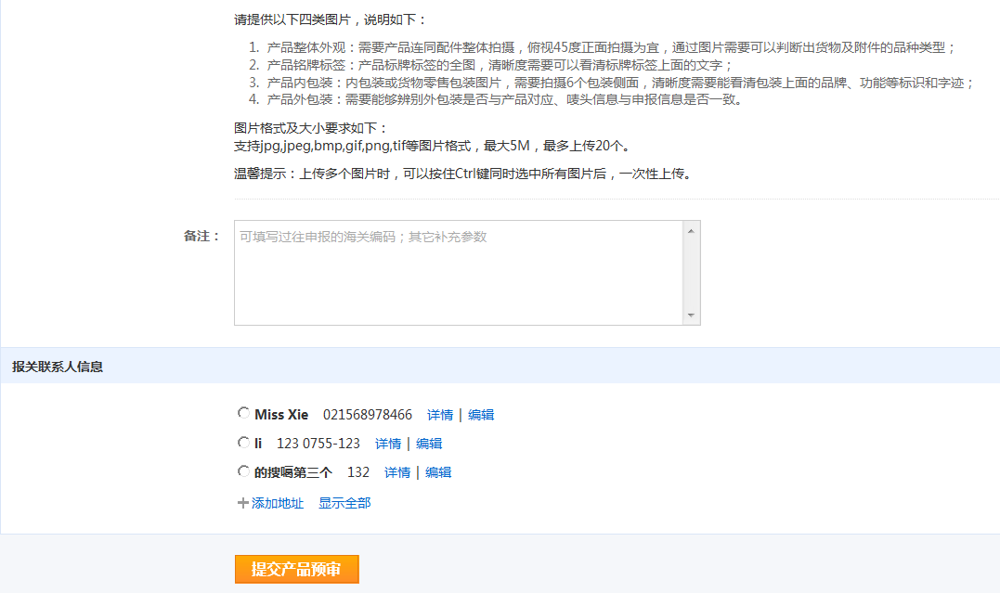 请提供以下四类图片，说明如下：
1. 产品整体外观：需要产品连同配件整体拍摄，俯视45度正面拍摄为宜，通过图片需要可以判断出货物及附件的品种类型；
2. 产品铭牌标签：产品标牌标签的全图，清晰度需要可以看清标牌标签上面的文字；
3. 产品内包装：内包装或货物零售包装图片，需要拍摄6个包装侧面，清晰度需要能看清包装上面的品牌、功能等标识和字迹；
4. 产品外包装：需要能够辨别外包装是否与产品对应、唛头信息与申报信息是否一致。
图片格式及大小要求如下：
支持jpg,jpeg,bmp,gif,png,tif等图片格式，最大5M，最多上传20个。
温馨提示：上传多个图片时，可以按住Ctrl键同时选中所有图片后，一次性上传。
备注：
可填写过往申报的海关编码；其它补充参数
报关联系人信息
Miss Xie 021568978466 详情 | 编辑
li 123 0755-123 详情 | 编辑
的搜嗝第三个 132 详情 | 编辑
添加地址 显示全部
提交产品预审